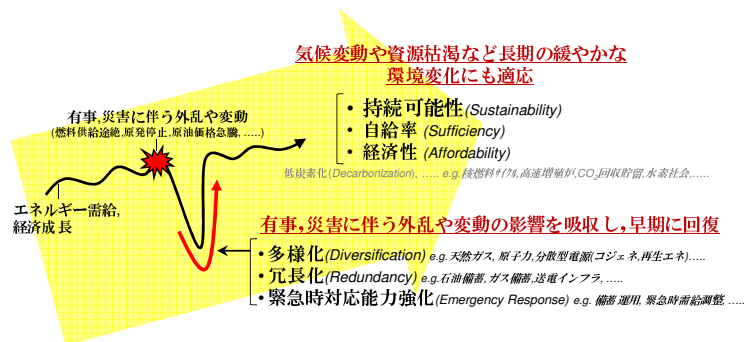 気候変動や資源枯渇など長期の緩やかな
環境変化にも適応
有事,災害に伴う外乱や変動
(燃料供給途絶,原発停止,原油価格急騰, …..)
• 持続可能性(Sustainability)
• 自給率 (Sufficiency)
• 経済性 (Affordability)
低炭素化(Decarbonization), ….. e.g.核燃料ｻｲｸﾙ,高速増殖炉,CO2回収貯留,水素社会,…..
エネルギー需給,
経済成長
有事,災害に伴う外乱や変動の影響を吸収し,早期に回復
• 多様化(Diversification) e.g.天然ガス, 原子力,分散型電源(コジェネ,再生エネ)…..
• 冗長化(Redundancy) e.g.石油備蓄,ガス備蓄,送電インフラ, …..
• 緊急時対応能力強化(Emergency Response) e.g. 備蓄運用, 緊急時需給調整, …..